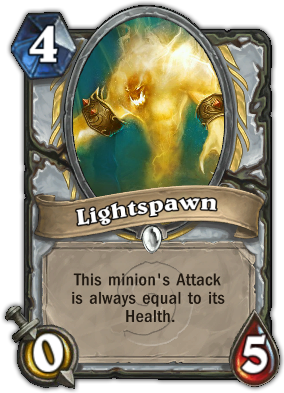 4
Lightspawn
This minion's Attack
is always equal to its
Health.
0
5